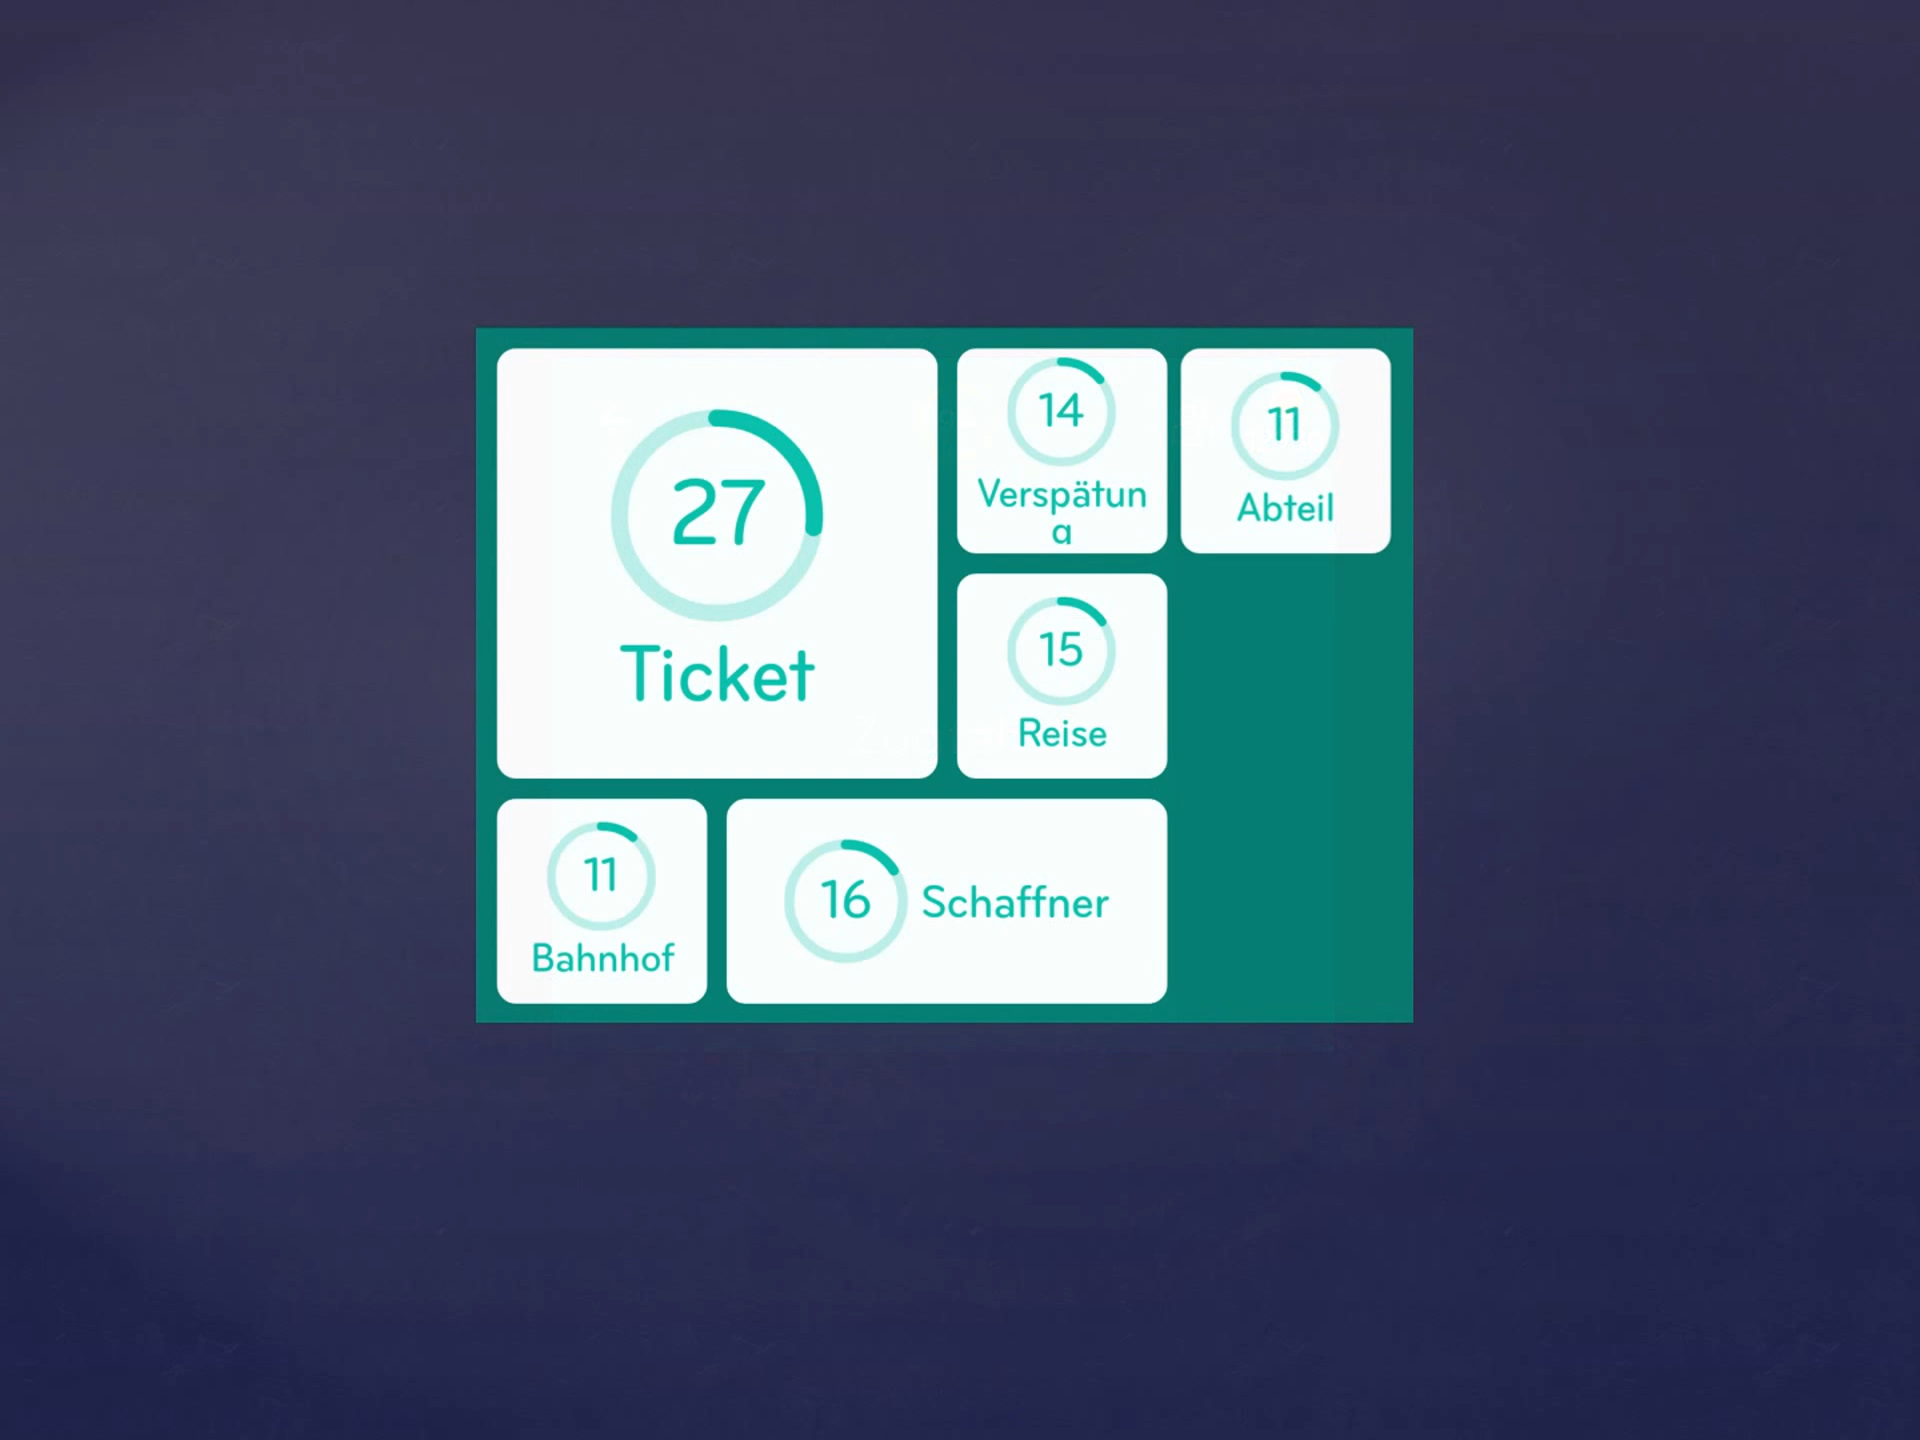 27
Ticket
14
Verspätun
g
11
Abteil
15
Reise
11
Bahnhof
16 Schaffner